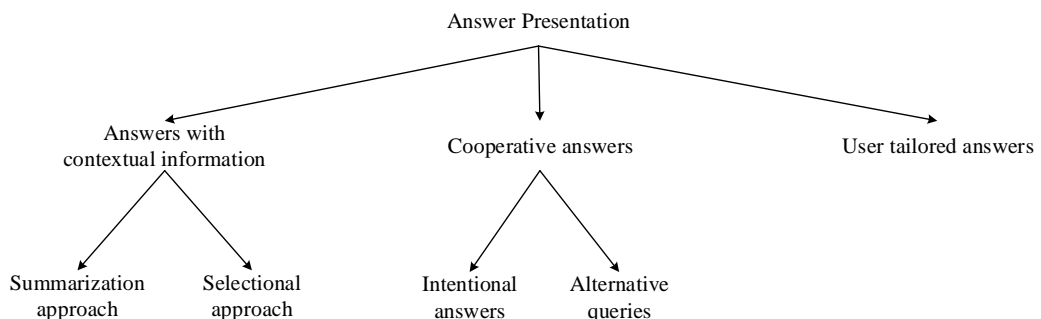 Answer Presentation
Answers with
contextual information
Cooperative answers
User tailored answers
Summarization
approach
Selectional
approach
Intentional
answers
Alternative
queries